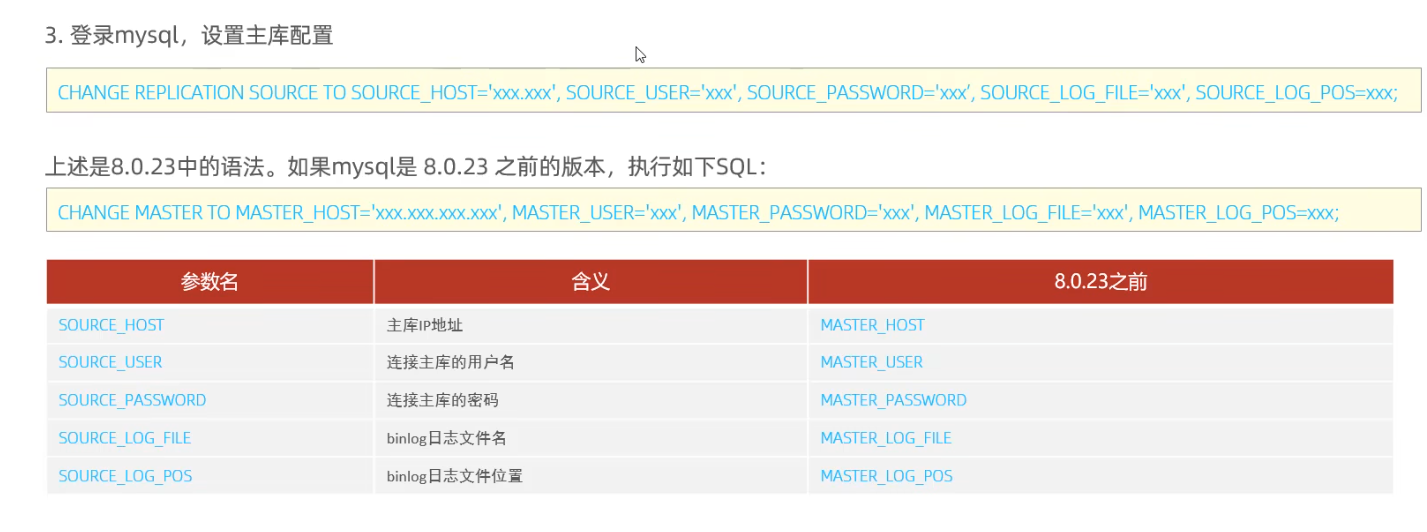 3. 登录mysql，设置主库配置
CHANGE REPLICATION SOURCE TO SOURCE_HOST='xxx.xxx', SOURCE_USER='xxx', SOURCE_PASSWORD='xxx', SOURCE_LOG_FILE='xxx', SOURCE_LOG_POS=xxx;
上述是8.0.23中的语法。如果mysql是 8.0.23 之前的版本，执行如下SQL：
CHANGE MASTER TO MASTER_HOST='xxx.xxx.xxx.xxx', MASTER_USER='xxx', MASTER_PASSWORD='xxx', MASTER_LOG_FILE='xxx', MASTER_LOG_POS=xxx;
参数名 含义 8.0.23之前
SOURCE_HOST 主库IP地址 MASTER_HOST
SOURCE_USER 连接主库的用户名 MASTER_USER
SOURCE_PASSWORD 连接主库的密码 MASTER_PASSWORD
SOURCE_LOG_FILE binlog日志文件名 MASTER_LOG_FILE
SOURCE_LOG_POS binlog日志文件位置 MASTER_LOG_POS